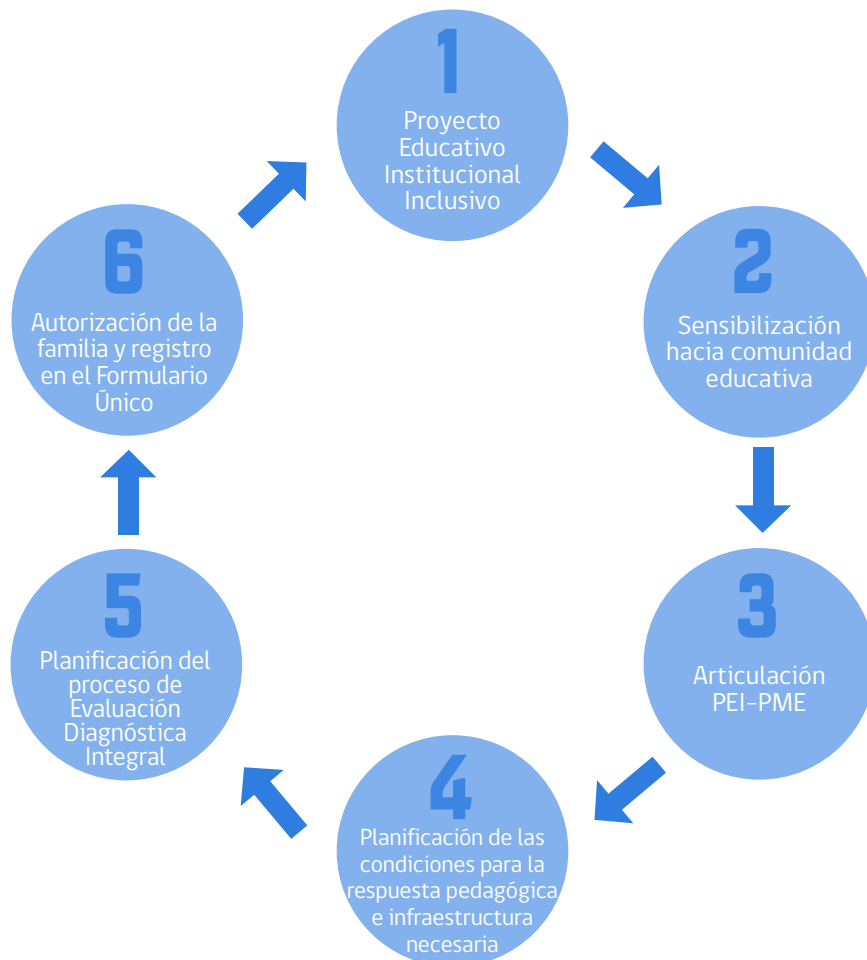 1
Proyecto
Educativo
Institucional
Inclusivo
2
Sensibilización
hacia comunidad
educativa
3
Articulación
PEI-PME
4
Planificación de las
condiciones para la
respuesta pedagógica
e infraestructura
necesaria
5
Planificación del
proceso de
Evaluación
Diagnóstica
Integral
6
Autorización de la
familia y registro
en el Formulario
Único